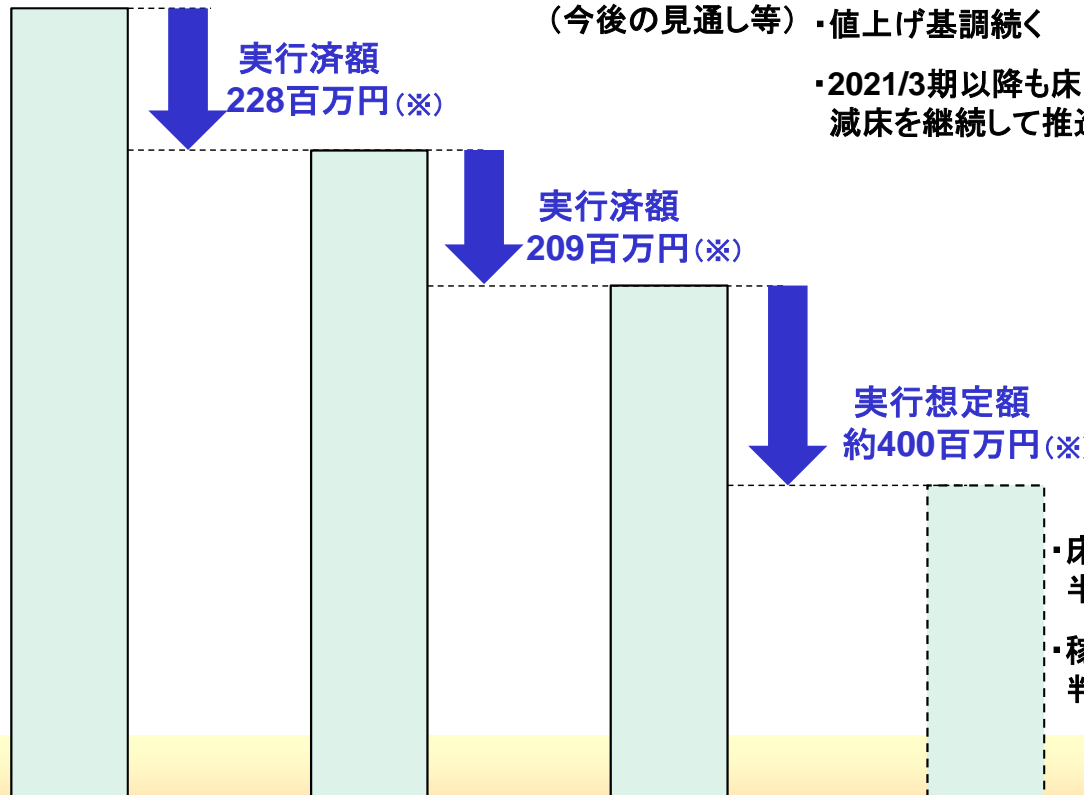 (今後の見通し等)
・値上げ基調続く
・2021/3期以降も床
減床を継続して推進
実行済額
228百万円(※)
実行済額
209百万円(※)
実行想定額
約400百万円(※)
・床
半
・稼
判